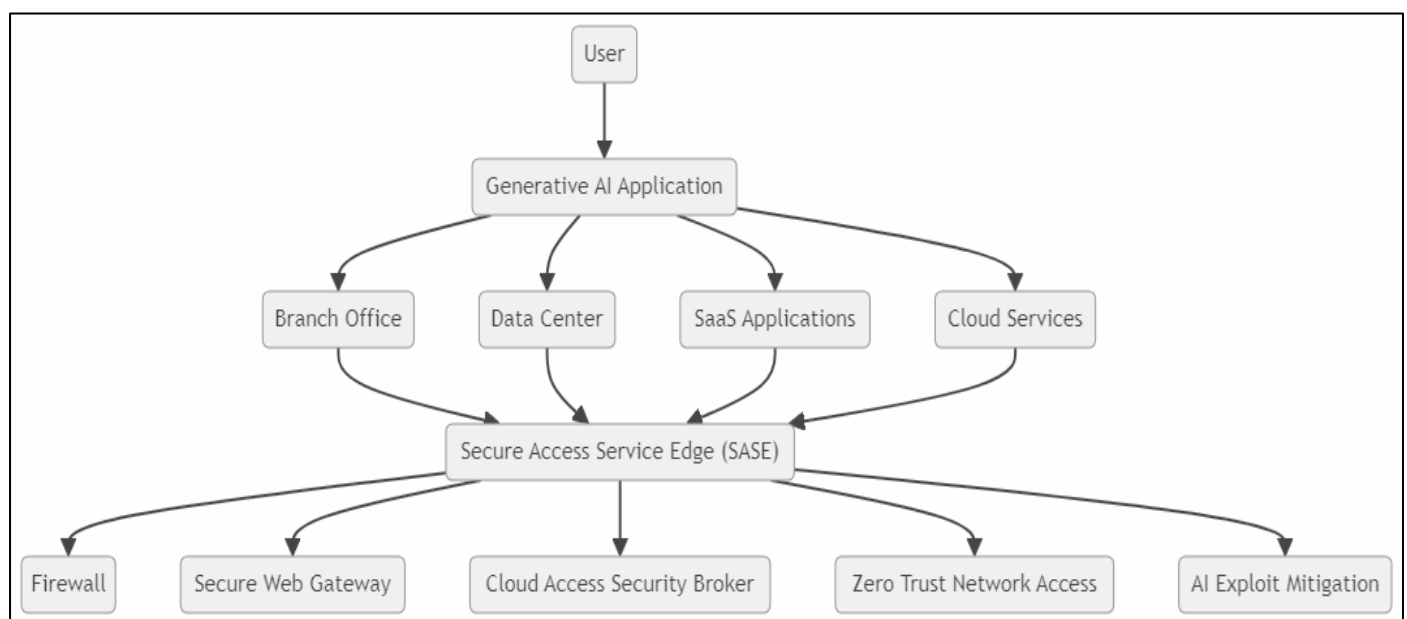 User
Generative AI Application
Branch Office
Data Center
SaaS Applications
Cloud Services
Secure Access Service Edge (SASE)
Firewall
Secure Web Gateway
Cloud Access Security Broker
Zero Trust Network Access
AI Exploit Mitigation